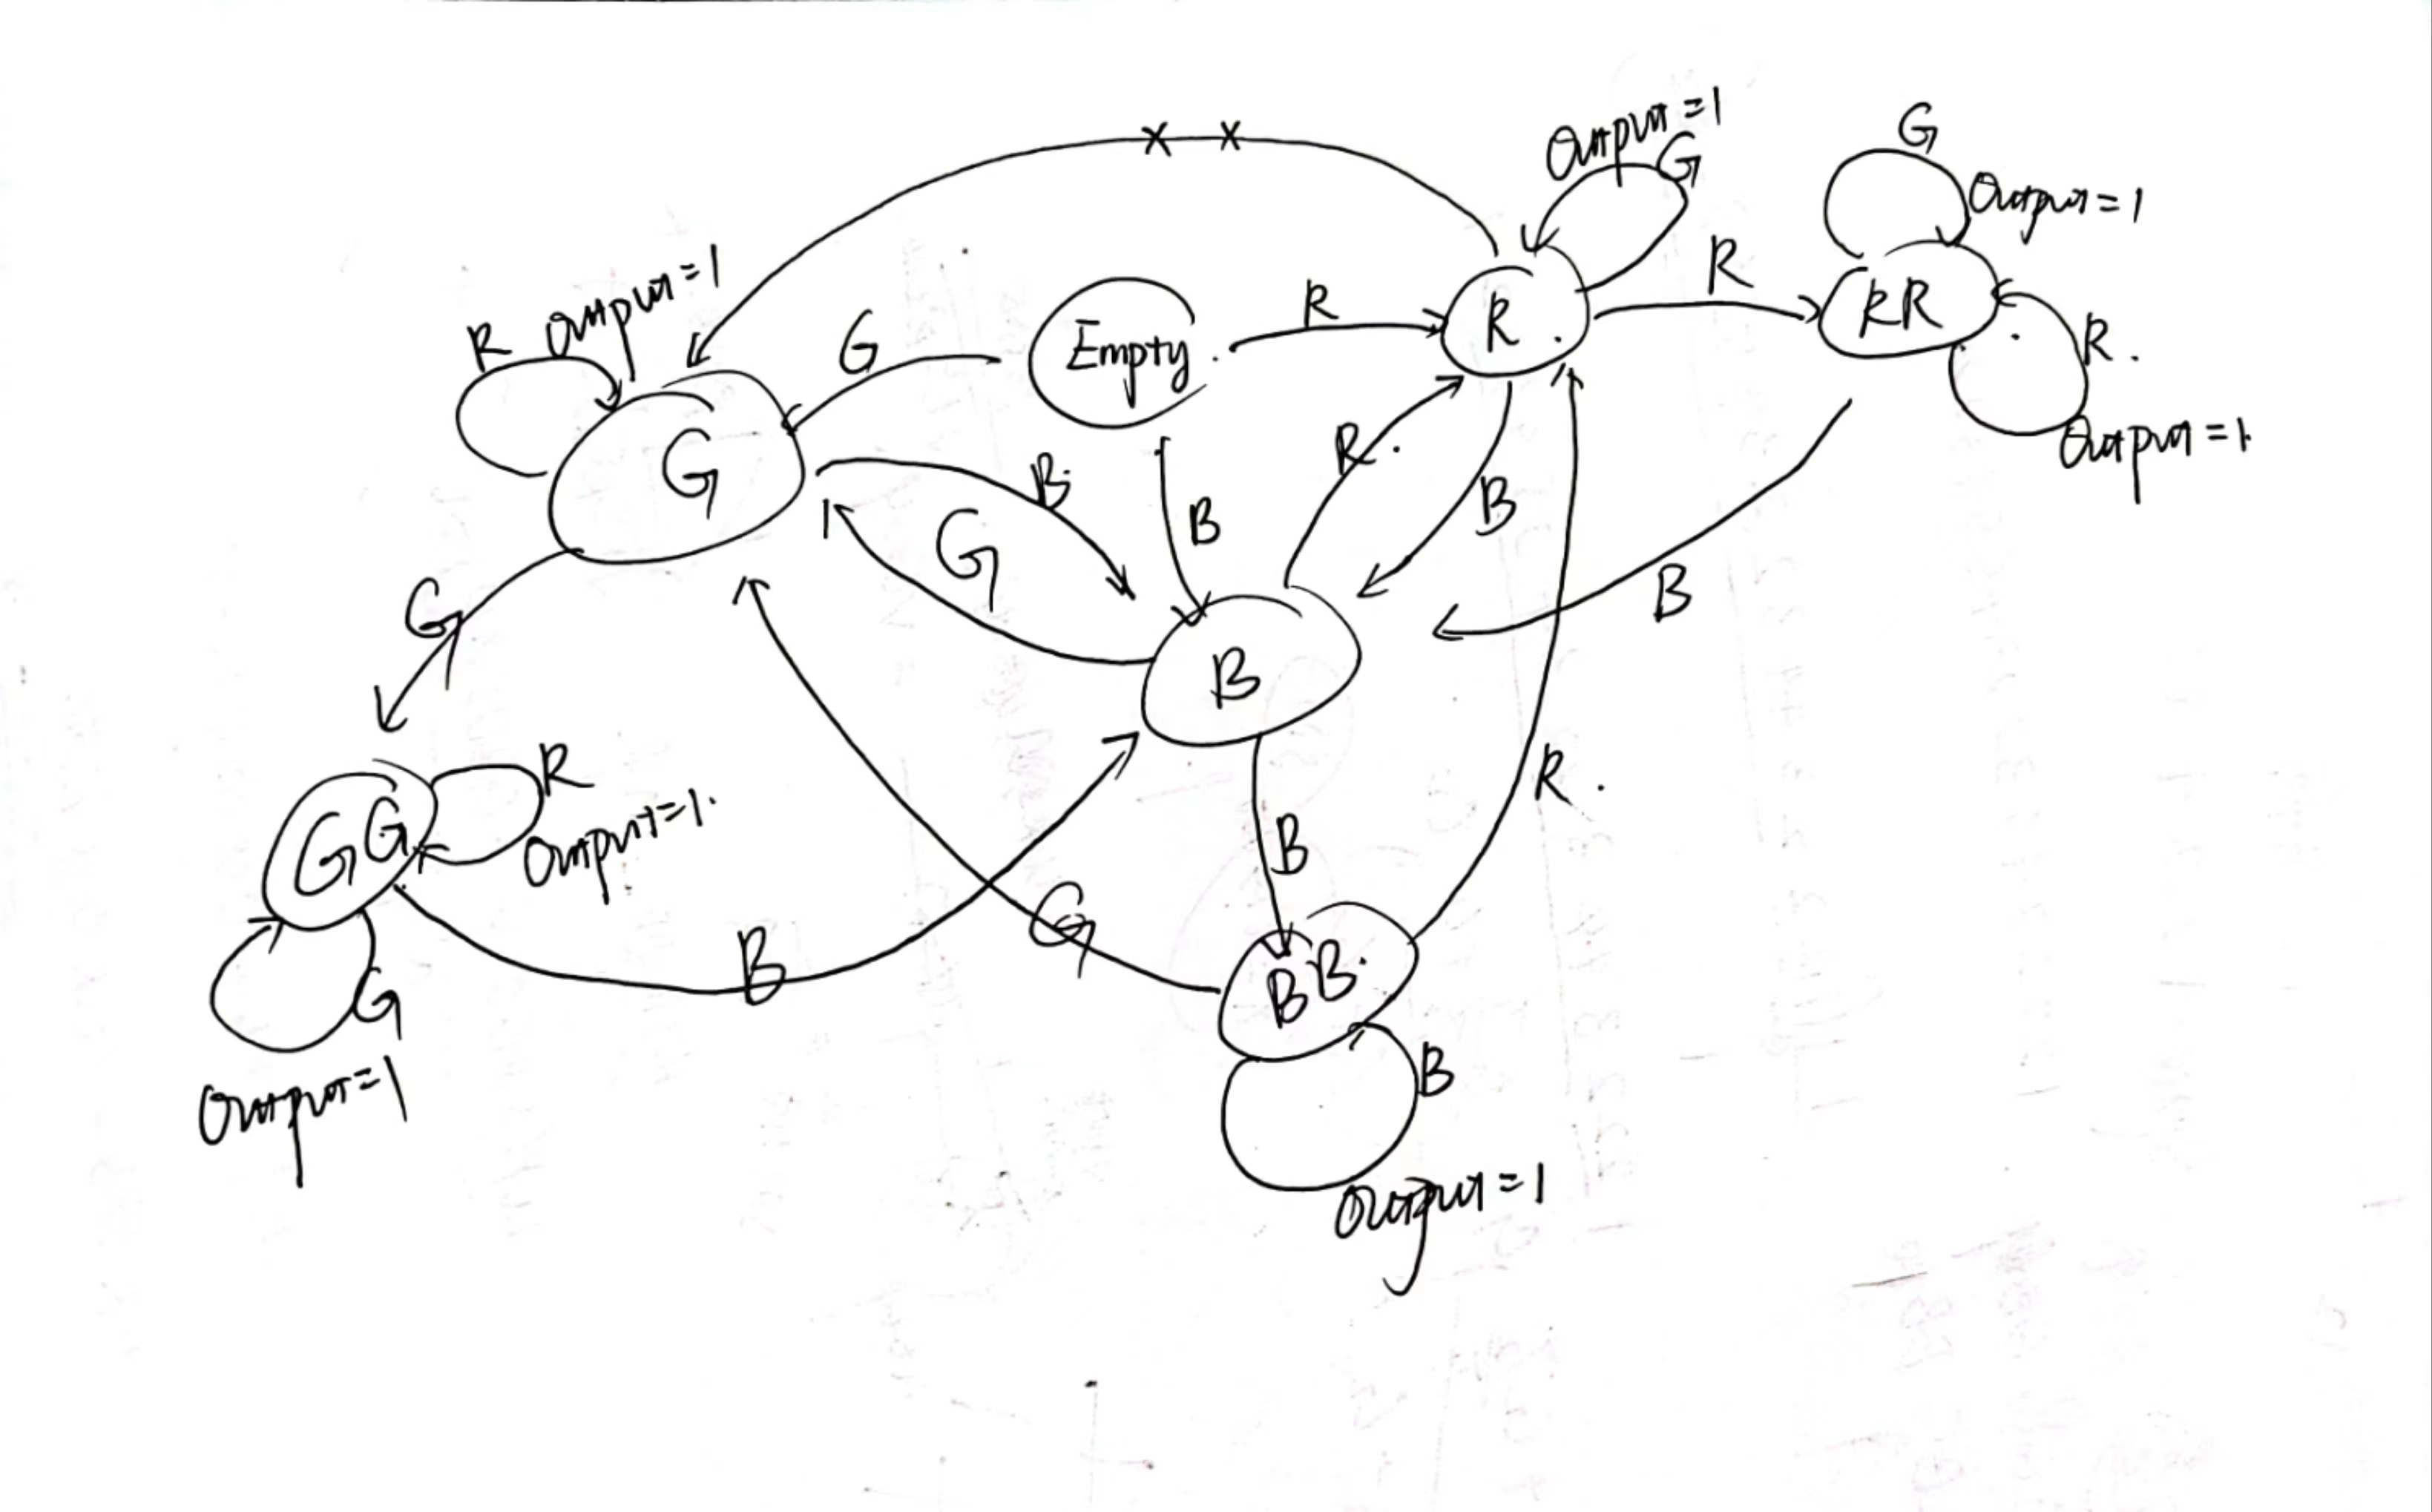 x x
Output=1
G
G
Output=1
R
R
RR
R.
Output=1.
R Output=1
G
Empty.
R
R.
G
B
G
B
R.
B
B
G
B
R
Output=1.
GG
G
Output=1
B
G
B
R.
BB.
B
Output=1